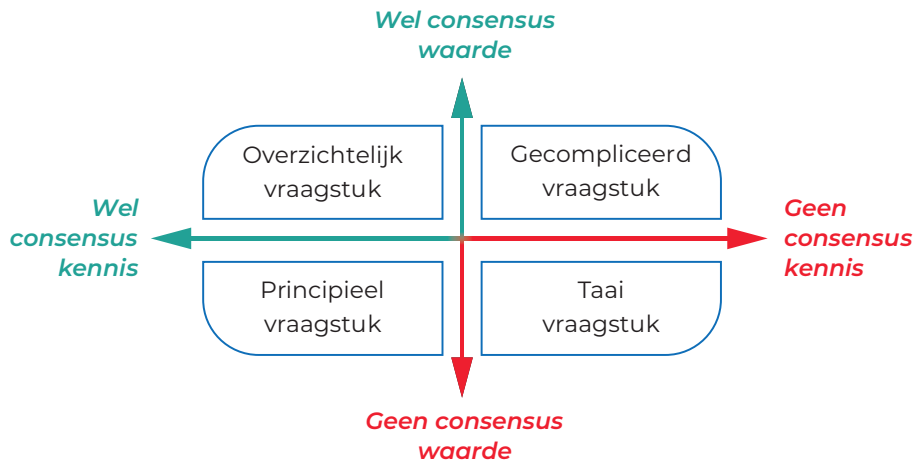 Wel consensus
waarde
Overzichtelijk
vraagstuk
Gecompliceerd
vraagstuk
Wel
consensus
kennis
Geen
consensus
kennis
Principieel
vraagstuk
Taai
vraagstuk
Geen consensus
waarde